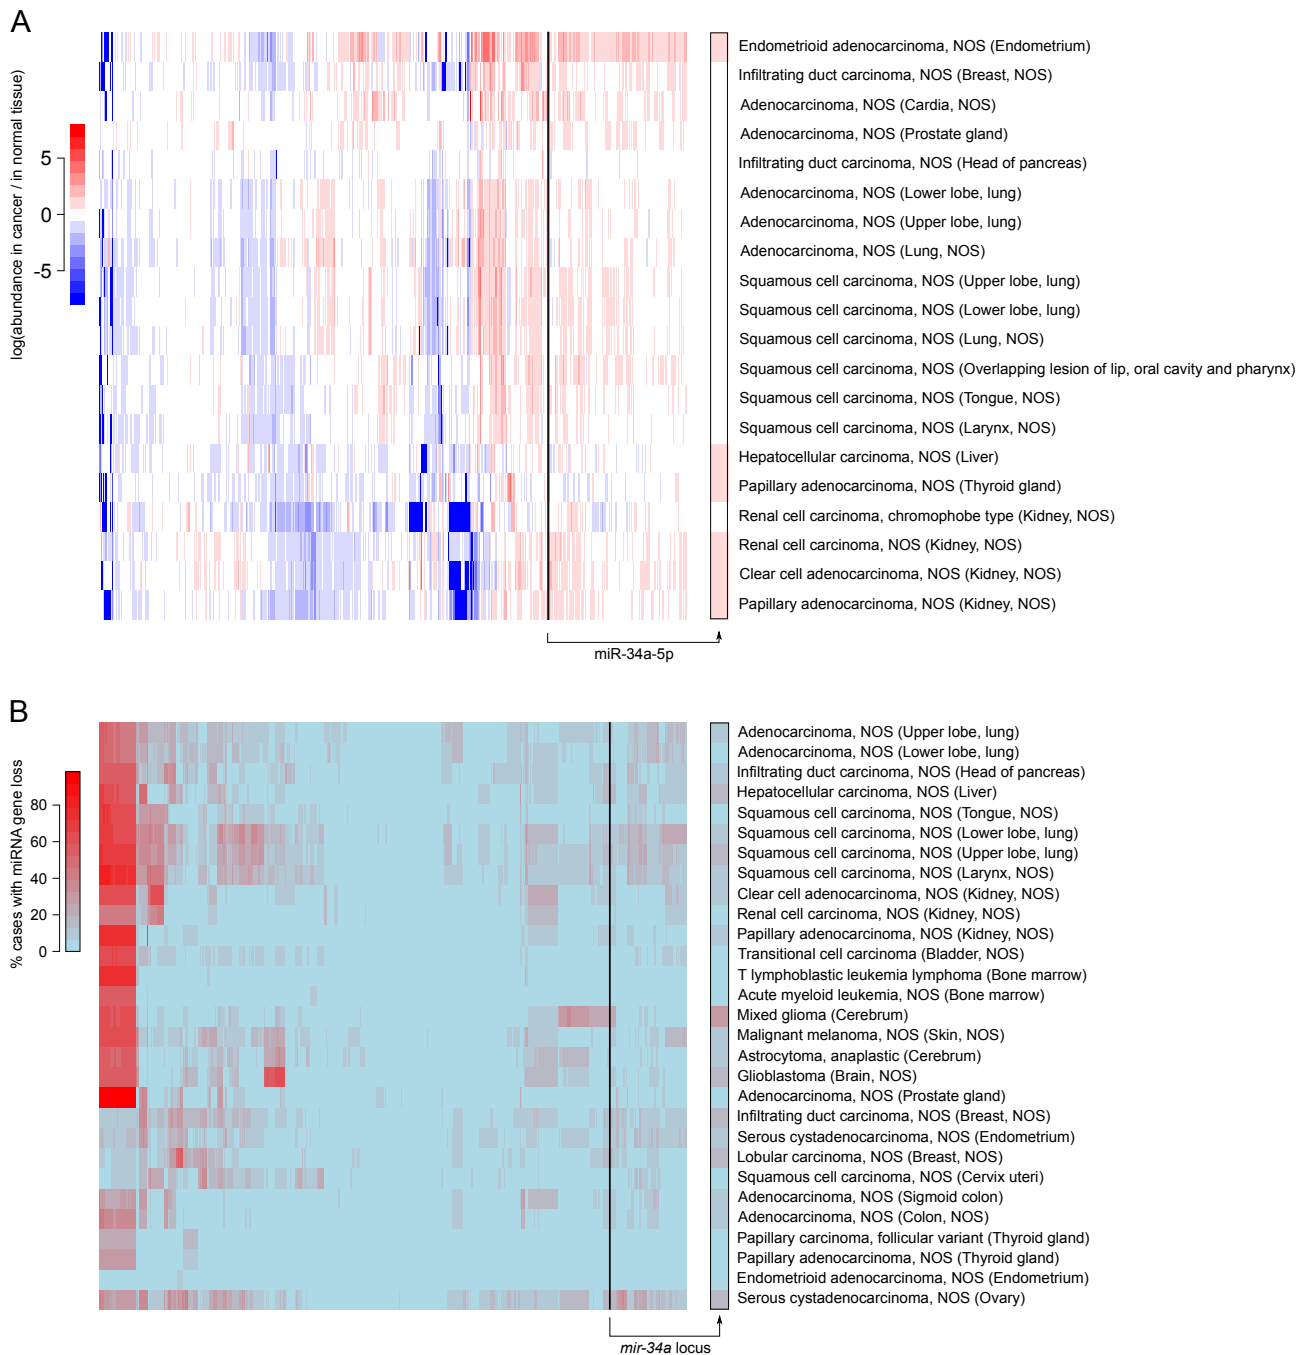 A
Endometrioid adenocarcinoma, NOS (Endometrium)
Infiltrating duct carcinoma, NOS (Breast, NOS)
Adenocarcinoma, NOS (Cardia, NOS)
Adenocarcinoma, NOS (Prostate gland)
Infiltrating duct carcinoma, NOS (Head of pancreas)
Adenocarcinoma, NOS (Lower lobe, lung)
Adenocarcinoma, NOS (Upper lobe, lung)
Adenocarcinoma, NOS (Lung, NOS)
Squamous cell carcinoma, NOS (Upper lobe, lung)
Squamous cell carcinoma, NOS (Lower lobe, lung)
Squamous cell carcinoma, NOS (Lung, NOS)
Squamous cell carcinoma, NOS (Overlapping lesion of lip, oral cavity and pharynx)
Squamous cell carcinoma, NOS (Tongue, NOS)
Squamous cell carcinoma, NOS (Larynx, NOS)
Hepatocellular carcinoma, NOS (Liver)
Papillary adenocarcinoma, NOS (Thyroid gland)
Renal cell carcinoma, chromophobe type (Kidney, NOS)
Renal cell carcinoma, NOS (Kidney, NOS)
Clear cell adenocarcinoma, NOS (Kidney, NOS)
Papillary adenocarcinoma, NOS (Kidney, NOS)
log(abundance in cancer / in normal tissue)
5
0
-5
miR-34a-5p
B
Adenocarcinoma, NOS (Upper lobe, lung)
Adenocarcinoma, NOS (Lower lobe, lung)
Infiltrating duct carcinoma, NOS (Head of pancreas)
Hepatocellular carcinoma, NOS (Liver)
Squamous cell carcinoma, NOS (Tongue, NOS)
Squamous cell carcinoma, NOS (Lower lobe, lung)
Squamous cell carcinoma, NOS (Upper lobe, lung)
Squamous cell carcinoma, NOS (Larynx, NOS)
Clear cell adenocarcinoma, NOS (Kidney, NOS)
Renal cell carcinoma, NOS (Kidney, NOS)
Papillary adenocarcinoma, NOS (Kidney, NOS)
Transitional cell carcinoma (Bladder, NOS)
T lymphoblastic leukemia lymphoma (Bone marrow)
Acute myeloid leukemia, NOS (Bone marrow)
Mixed glioma (Cerebrum)
Malignant melanoma, NOS (Skin, NOS)
Astrocytoma, anaplastic (Cerebrum)
Glioblastoma (Brain, NOS)
Adenocarcinoma, NOS (Prostate gland)
Infiltrating duct carcinoma, NOS (Breast, NOS)
Serous cystadenocarcinoma, NOS (Endometrium)
Lobular carcinoma, NOS (Breast, NOS)
Squamous cell carcinoma, NOS (Cervix uteri)
Adenocarcinoma, NOS (Sigmoid colon)
Adenocarcinoma, NOS (Colon, NOS)
Papillary carcinoma, follicular variant (Thyroid gland)
Papillary adenocarcinoma, NOS (Thyroid gland)
Endometrioid adenocarcinoma, NOS (Endometrium)
Serous cystadenocarcinoma, NOS (Ovary)
% cases with miRNA gene loss
80
60
40
20
0
mir-34a locus